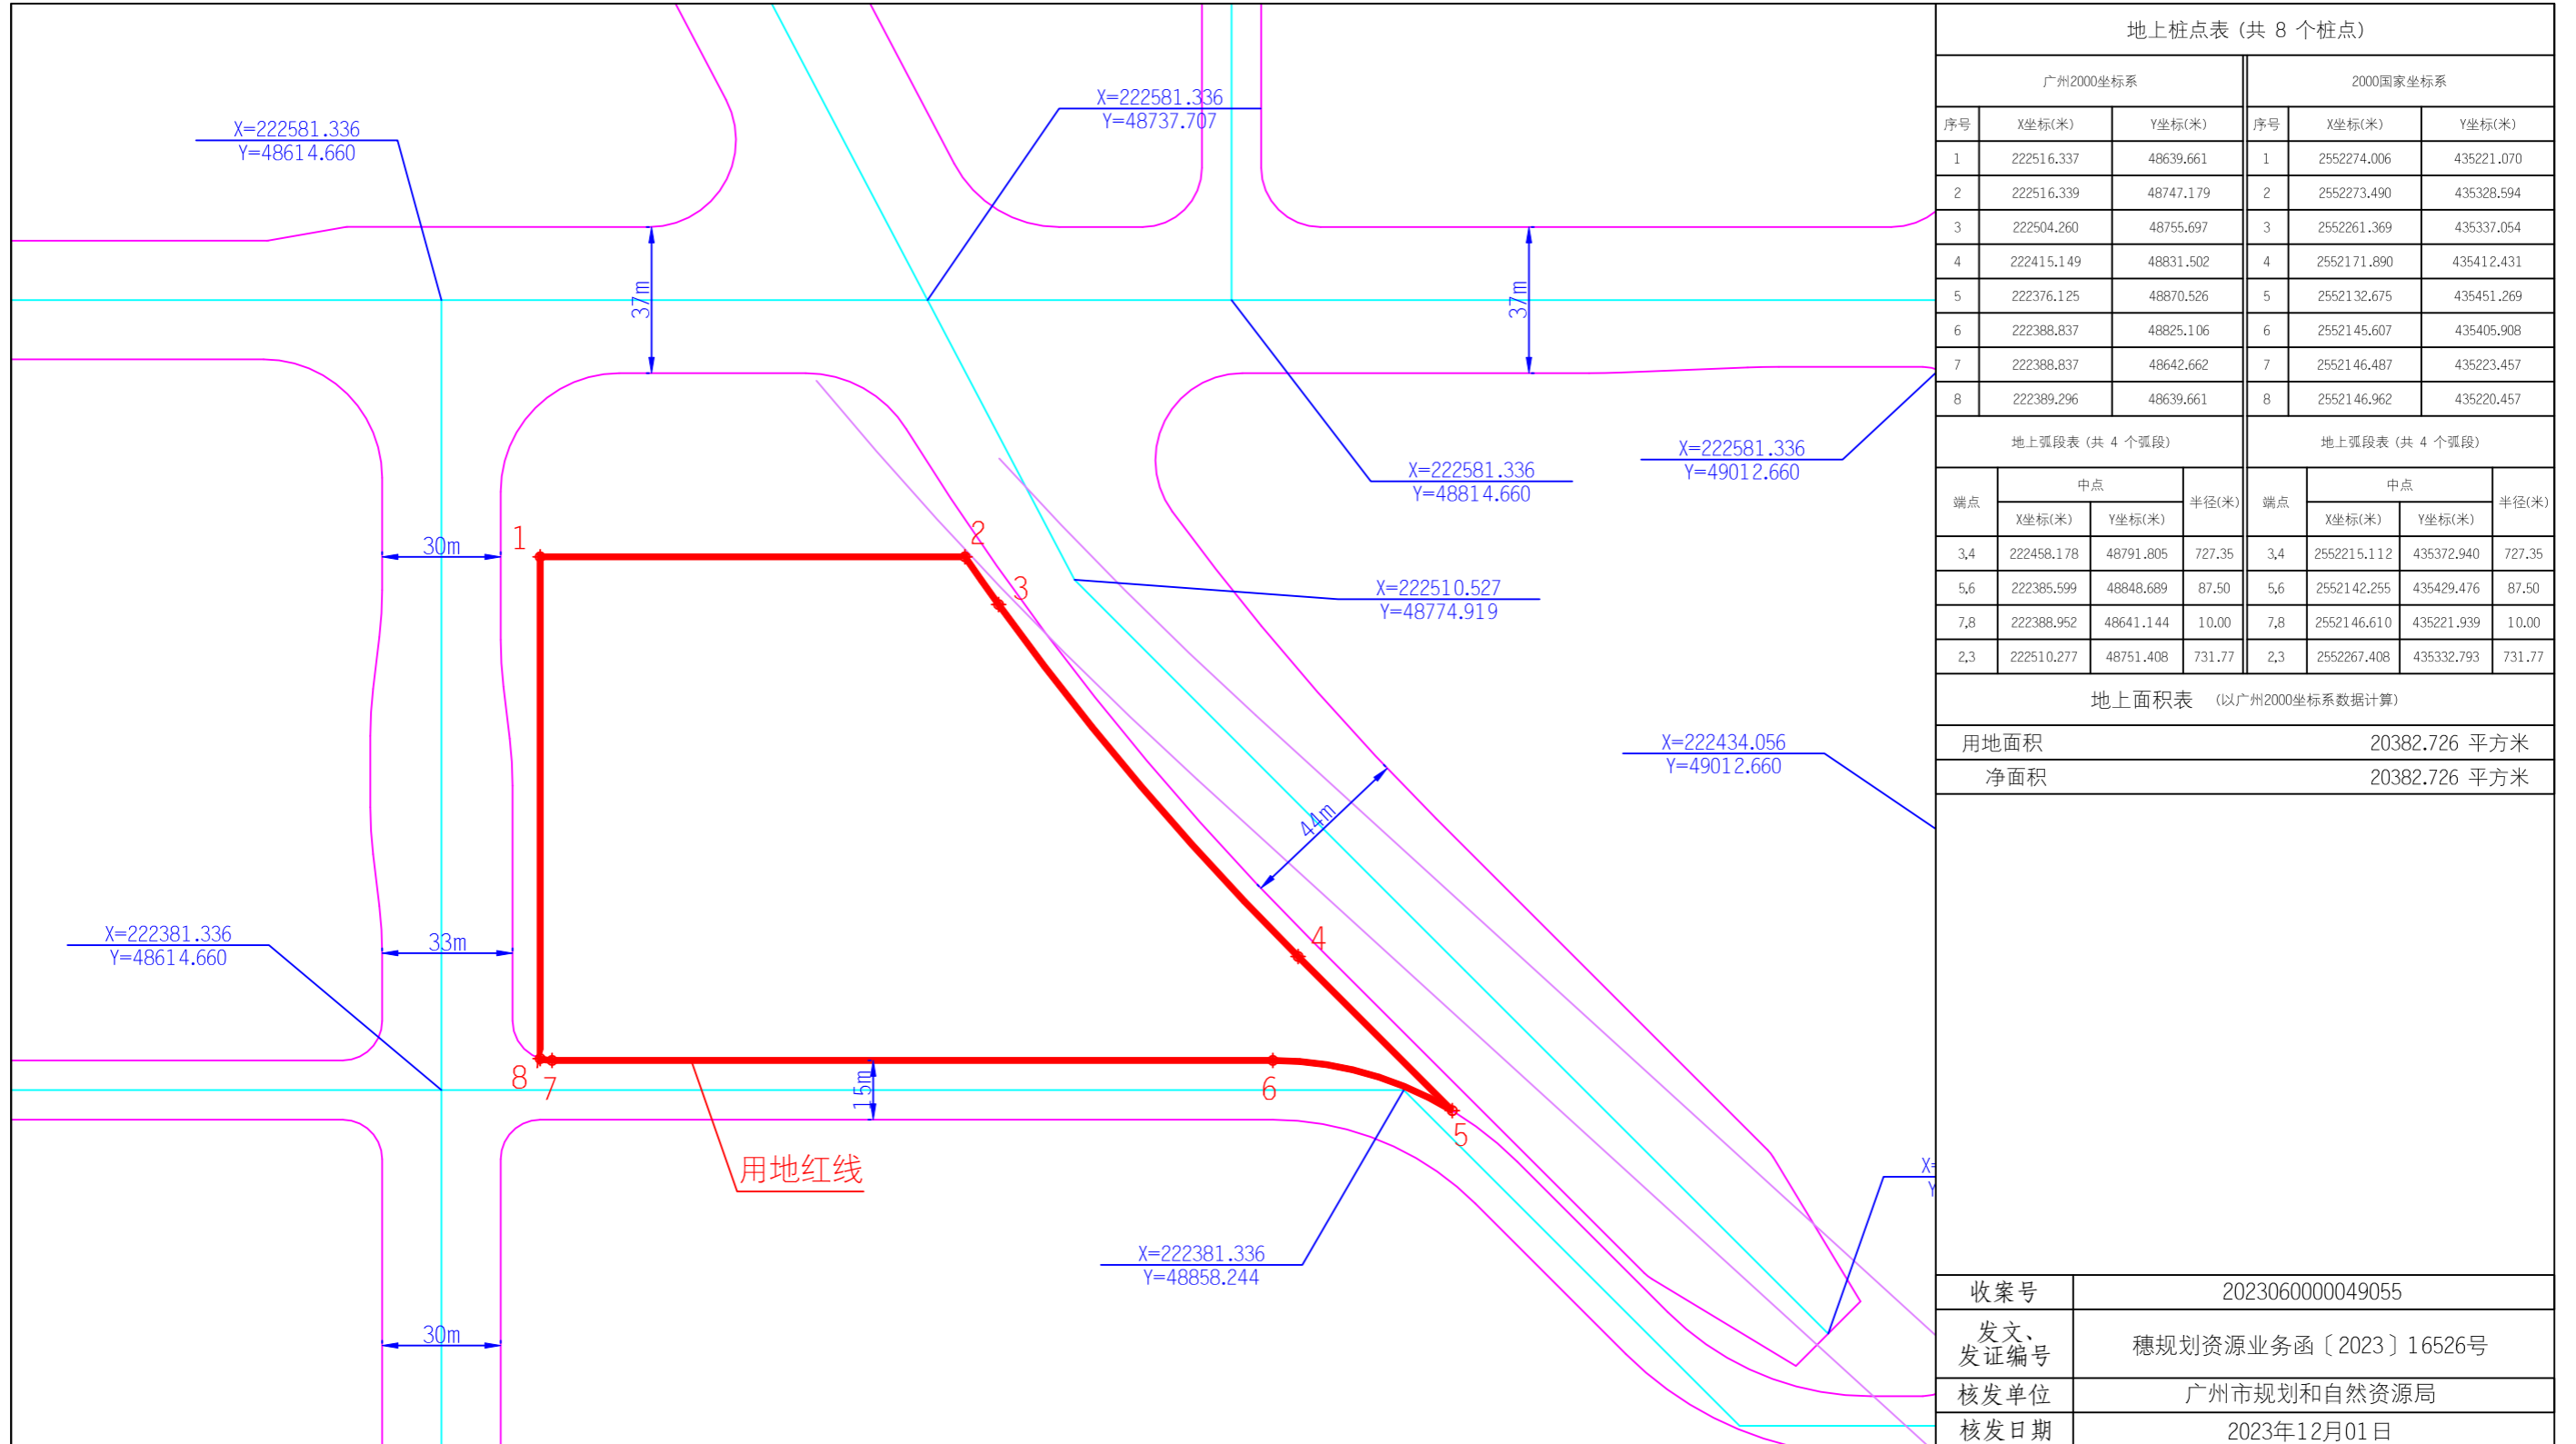 X=222581.336
Y=48614.660
X=222581.336
Y=48737.707
37m
37m
X=222581.336
Y=48814.660
X=222581.336
Y=49012.660
30m
1
2
3
X=222510.527
Y=48774.919
X=222434.056
Y=49012.660
44m
X=222381.336
Y=48614.660
33m
4
8
7
15m
6
5
用地红线
X=222381.336
Y=48858.244
X=
Y
30m
地上桩点表 (共 8 个桩点)
广州2000坐标系 2000国家坐标系
序号 X坐标(米) Y坐标(米) 序号 X坐标(米) Y坐标(米)
1 222516.337 48639.661 1 2552274.006 435221.070
2 222516.339 48747.179 2 2552273.490 435328.594
3 222504.260 48755.697 3 2552261.369 435337.054
4 222415.149 48831.502 4 2552171.890 435412.431
5 222376.125 48870.526 5 2552132.675 435451.269
6 222388.837 48825.106 6 2552145.607 435405.908
7 222388.837 48642.662 7 2552146.487 435223.457
8 222389.296 48639.661 8 2552146.962 435220.457
地上弧段表 (共 4 个弧段) 地上弧段表 (共 4 个弧段)
端点 中点 半径(米) 端点 中点 半径(米)
X坐标(米) Y坐标(米) X坐标(米) Y坐标(米)
3,4 222458.178 48791.805 727.35 3,4 2552215.112 435372.940 727.35
5,6 222385.599 48848.689 87.50 5,6 2552142.255 435429.476 87.50
7,8 222388.952 48641.144 10.00 7,8 2552146.610 435221.939 10.00
2,3 222510.277 48751.408 731.77 2,3 2552267.408 435332.793 731.77
地上面积表 (以广州2000坐标系数据计算)
用地面积 20382.726 平方米
净面积 20382.726 平方米
收案号 2023060000049055
发文、
发证编号 穗规划资源业务函〔2023〕16526号
核发单位 广州市规划和自然资源局
核发日期 2023年12月01日